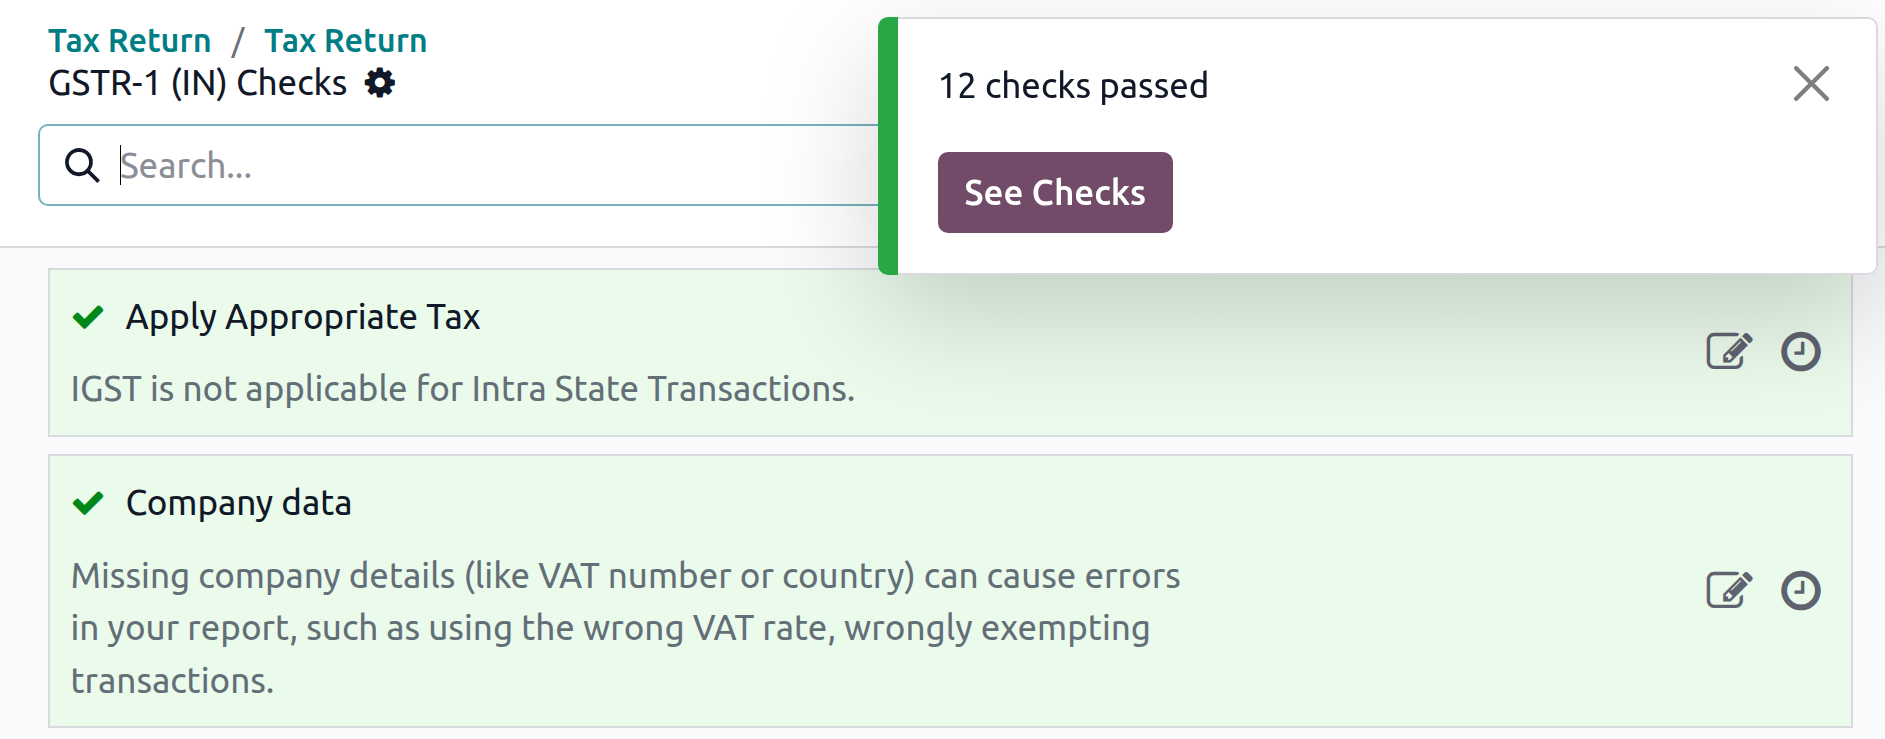 Tax Return / Tax Return
GSTR-1 (IN) Checks
Search...
12 checks passed
See Checks
Apply Appropriate Tax
IGST is not applicable for Intra State Transactions.
Company data
Missing company details (like VAT number or country) can cause errors
in your report, such as using the wrong VAT rate, wrongly exempting
transactions.